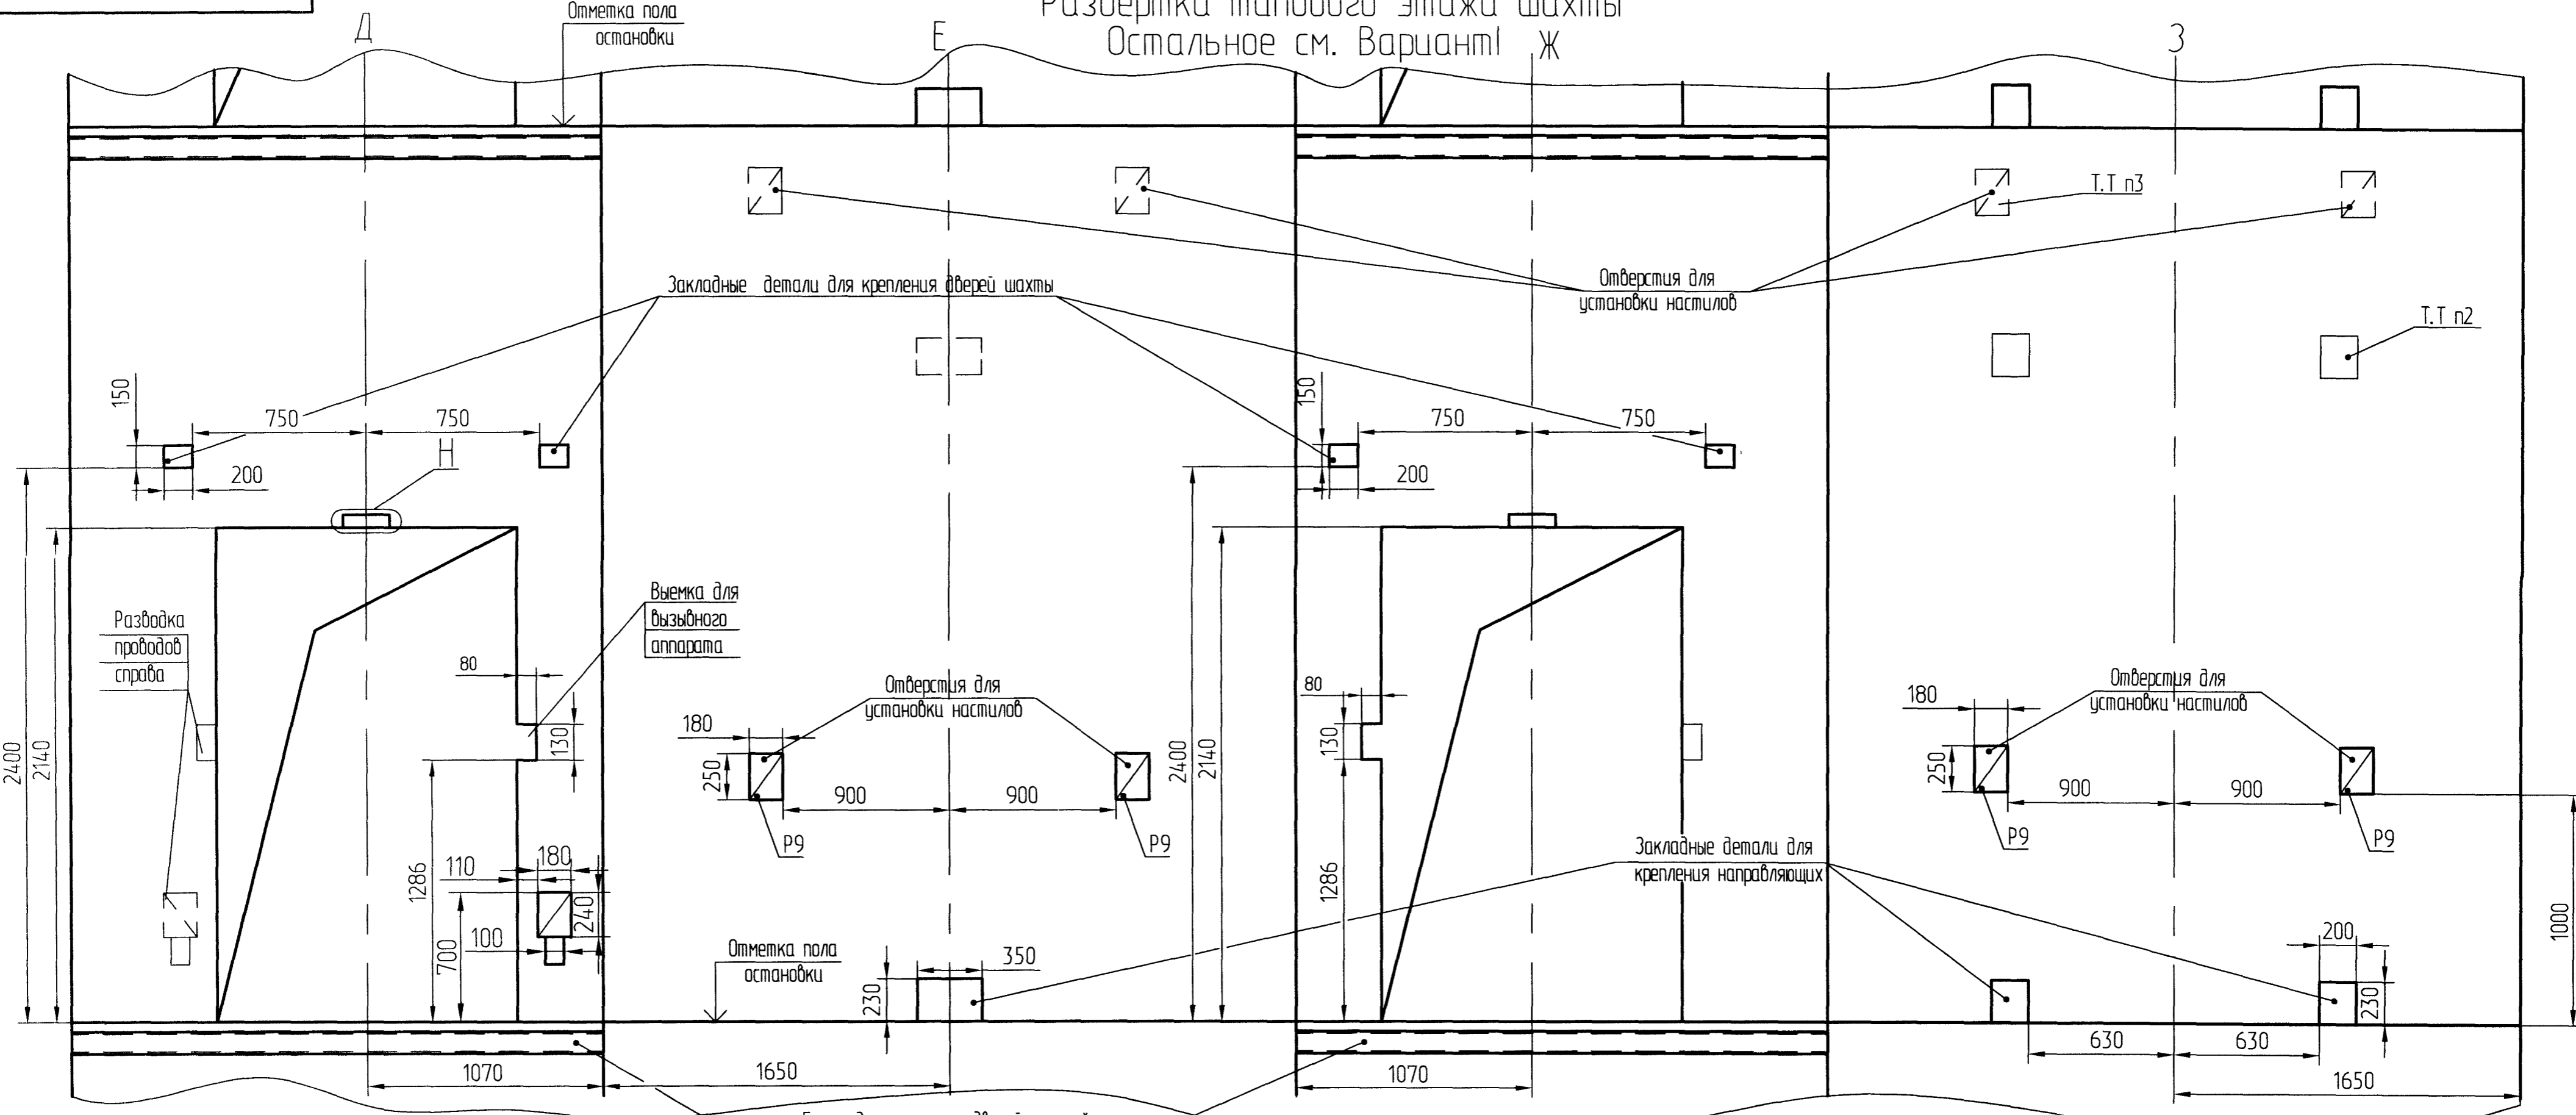 Развертка типового этажа шахты
Остальное см. Вариант1
Отметка пола
остановки
Д
Е
Ж
З
Т.Т п3
Закладные детали для крепления дверей шахты
Отверстия для
установки настилов
Т.Т п2
150
750
750
200
Н
150
750
750
200
2400
2140
Разводка
проводов
справа
Выемка для
вызывного
аппарата
80
130
1286
110
180
240
700
100
Отверстия для
установки настилов
180
250
900
900
Р9
Р9
2400
2140
80
130
1286
Отверстия для
установки настилов
180
250
900
900
Р9
Р9
1000
Закладные детали для
крепления направляющих
Отметка пола
остановки
350
230
200
230
630
630
1070
1650
1070
1650